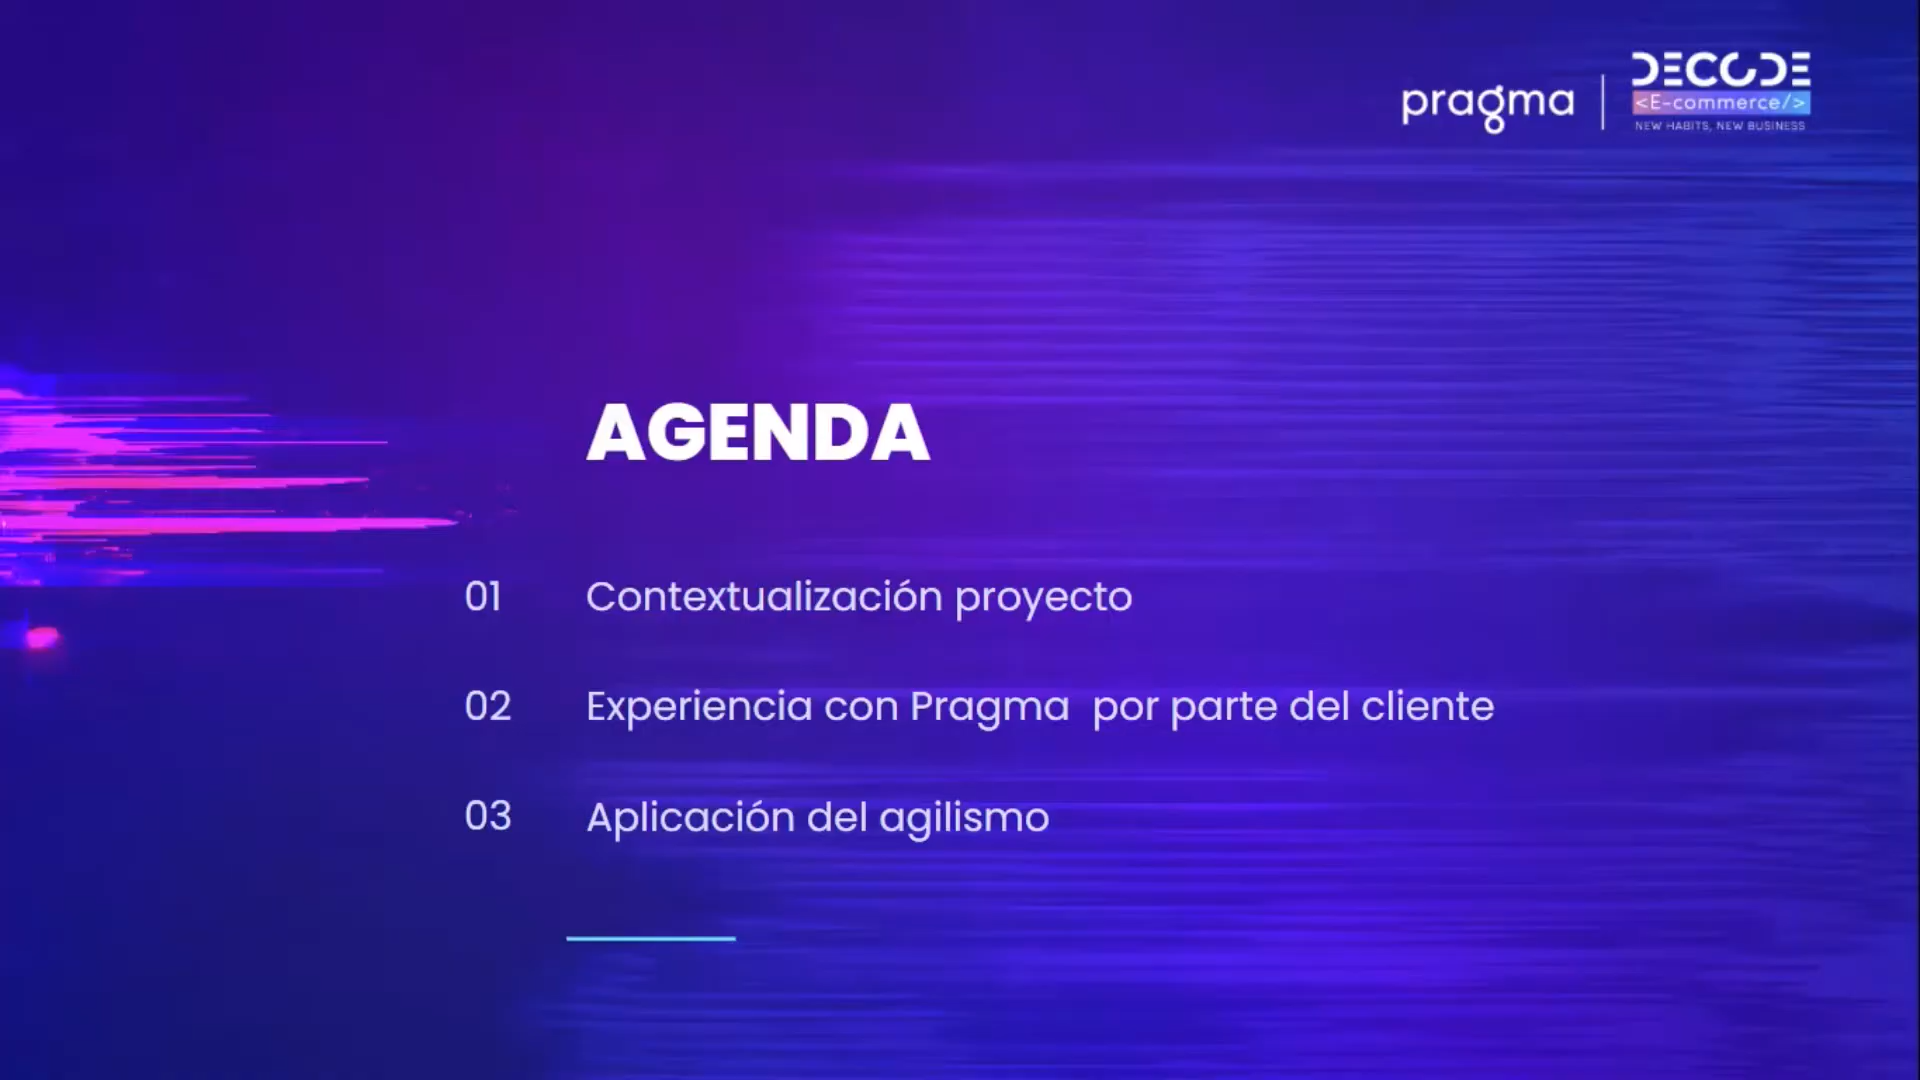 pragma
DECODE
<E-commerce/>
NEW HABITS, NEW BUSINESS
AGENDA
01 Contextualización proyecto
02 Experiencia con Pragma  por parte del cliente
03 Aplicación del agilismo